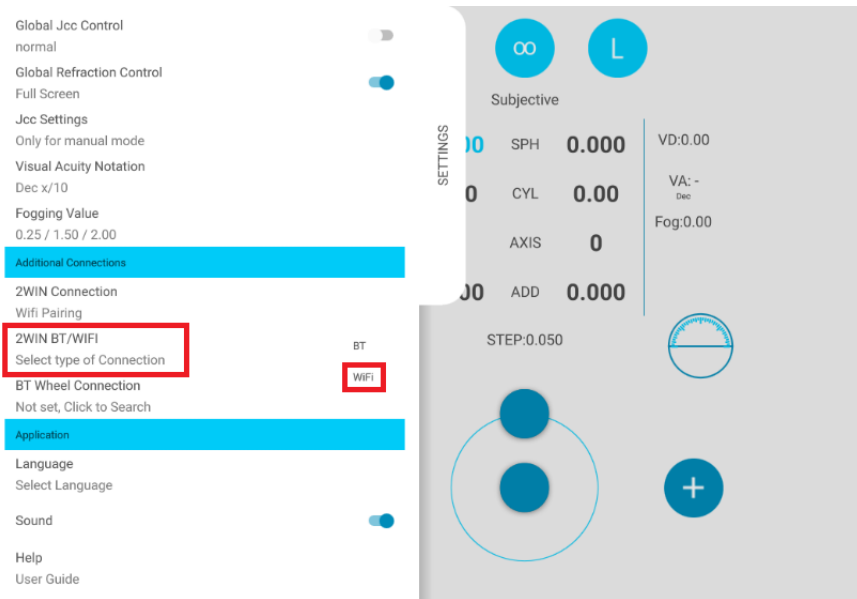 Global Jcc Control
normal
Global Refraction Control
Full Screen
Jcc Settings
Only for manual mode
Visual Acuity Notation
Dec x/10
Fogging Value
0.25 / 1.50 / 2.00
Additional Connections
2WIN Connection
Wifi Pairing
2WIN BT/WIFI
Select type of Connection
BT
WiFi
BT Wheel Connection
Not set, Click to Search
Application
Language
Select Language
Sound
Help
User Guide
SETTINGS
∞ L
Subjective
00 SPH 0.000
0 CYL 0.00
AXIS 0
00 ADD 0.000
VD:0.00
VA: -
Dec
Fog:0.00
STEP:0.050
+